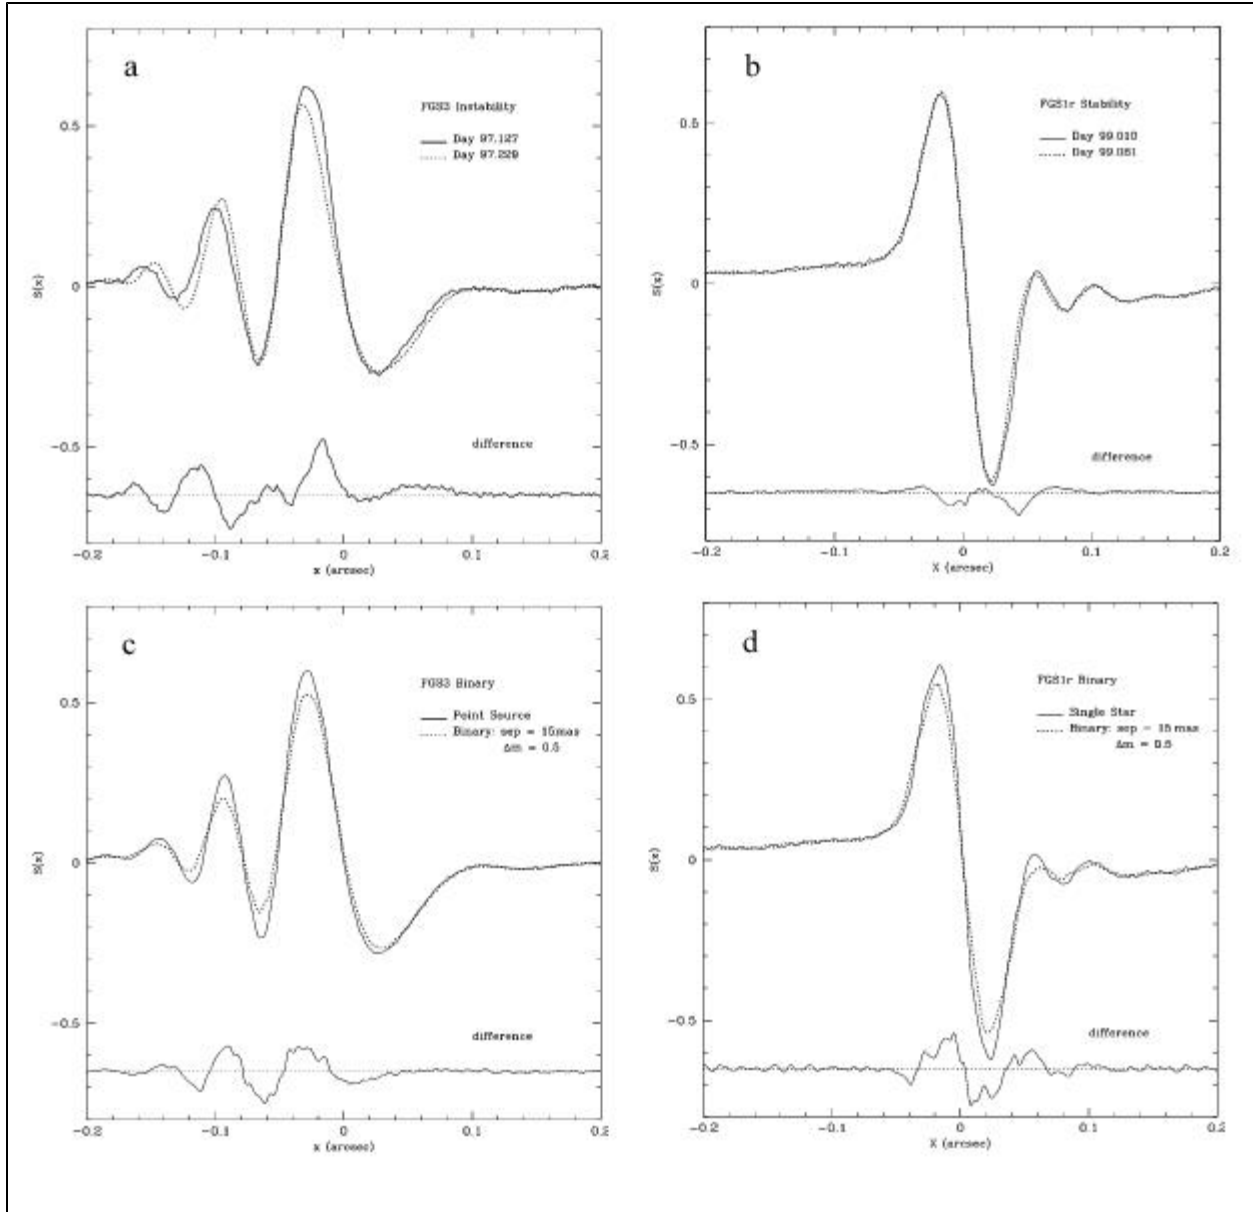 a
FGS3 Instability
Day 97.127
Day 97.229
0.5
0
−0.5
S(x)
difference
−0.2 −0.1 0 0.1 0.2
x (arcsec)
b
FGS1r Stability
Day 99.010
Day 99.051
0.5
0
−0.5
S(x)
difference
−0.2 −0.1 0 0.1 0.2
X (arcsec)
c
FGS3 Binary
Point Source
Binary: sep = 15mas
Δm = 0.5
0.5
0
−0.5
S(x)
difference
−0.2 −0.1 0 0.1 0.2
x (arcsec)
d
FGS1r Binary
Single Star
Binary: sep = 15 mas
Δm = 0.5
0.5
0
−0.5
S(x)
difference
−0.2 −0.1 0 0.1 0.2
X (arcsec)